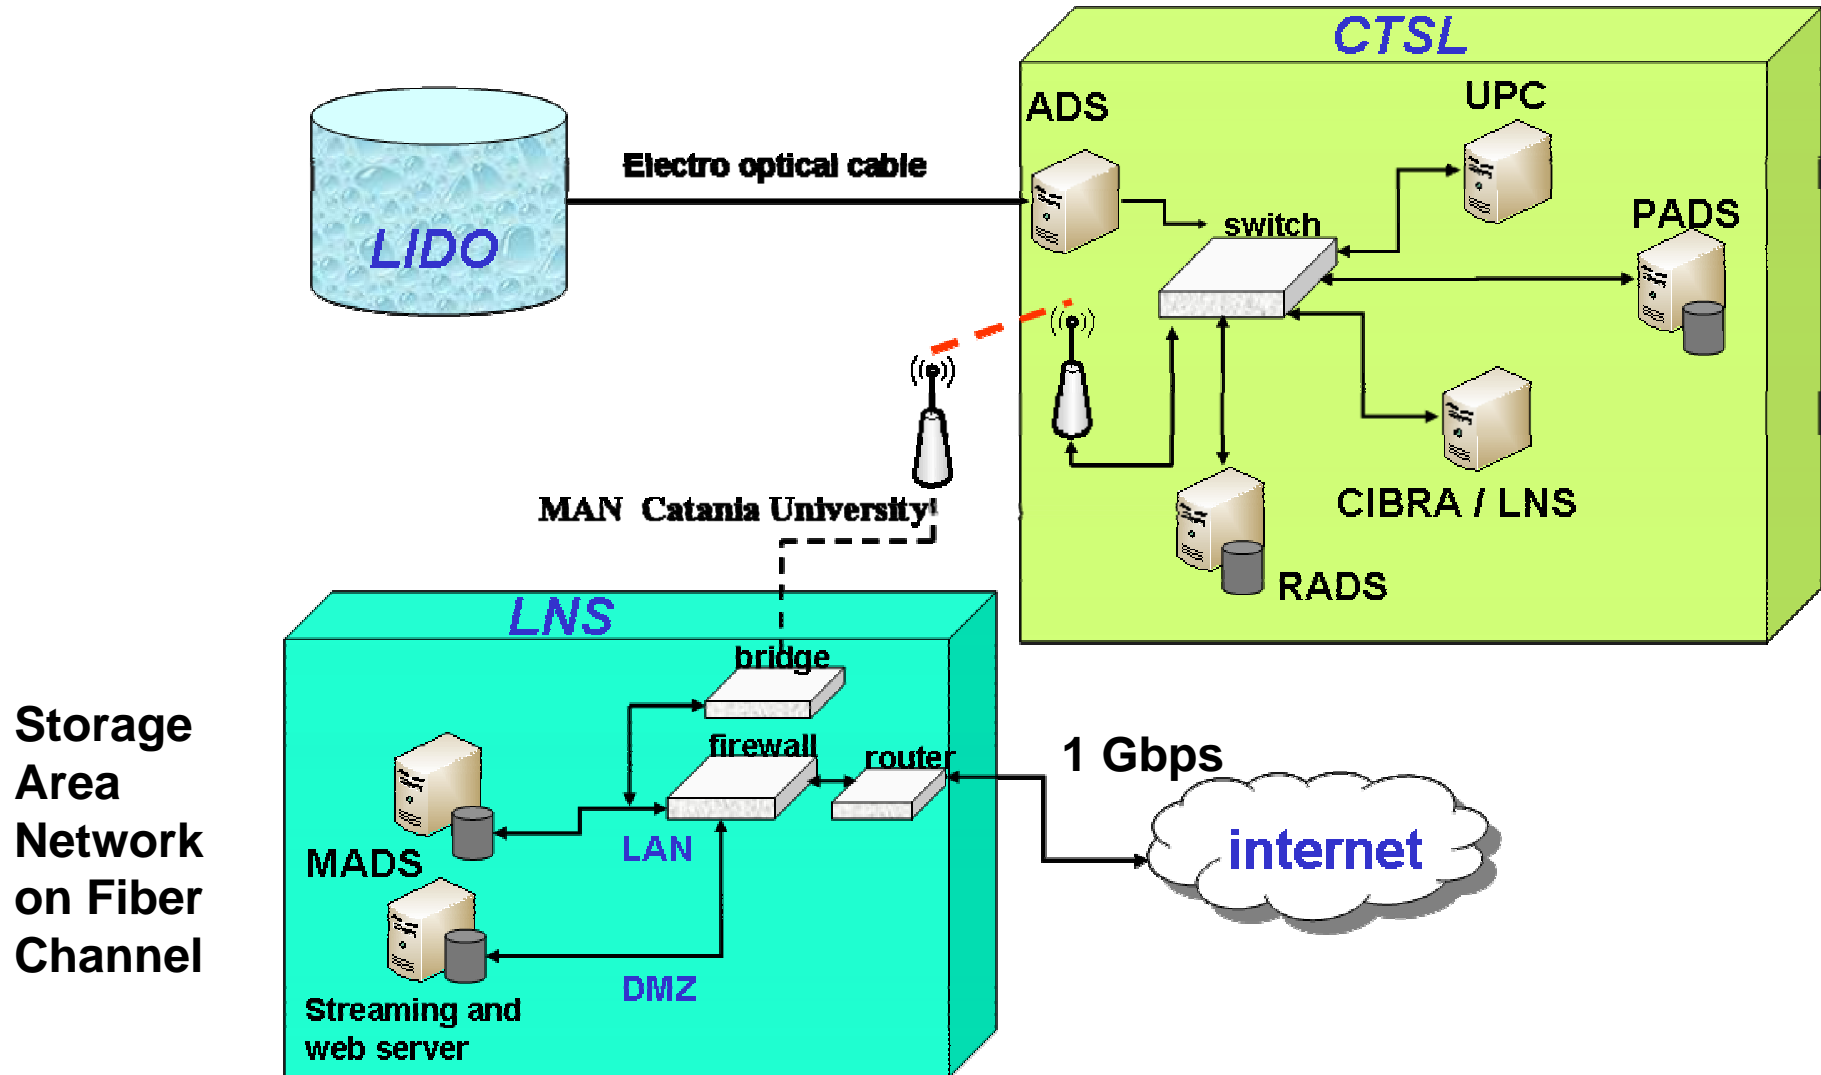 CTSL
UPC
ADS
Electro optical cable
PADS
switch
LIDO
CIBRA / LNS
MAN Catania University
RADS
LNS
bridge
Storage
Area
Network
on Fiber
Channel
firewall
router
1 Gbps
LAN
internet
MADS
DMZ
Streaming and
web server